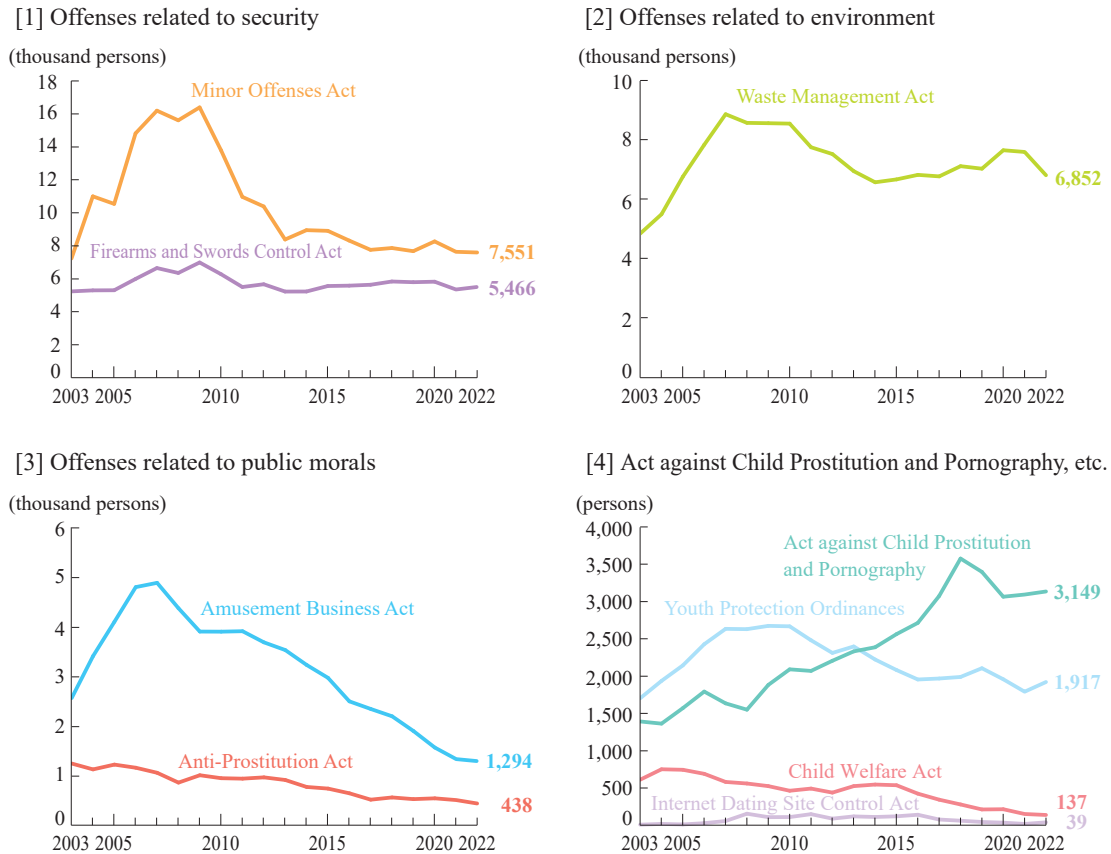 [1] Offenses related to security
(thousand persons)
18
16
14
12
10
8
6
4
2
0
Minor Offenses Act
Firearms and Swords Control Act
7,551
5,466
2003 2005 2010 2015 2020 2022
[2] Offenses related to environment
(thousand persons)
10
8
6
4
2
0
Waste Management Act
6,852
2003 2005 2010 2015 2020 2022
[3] Offenses related to public morals
(thousand persons)
6
5
4
3
2
1
0
Amusement Business Act
Anti-Prostitution Act
1,294
438
2003 2005 2010 2015 2020 2022
[4] Act against Child Prostitution and Pornography, etc.
(persons)
4,000
3,500
3,000
2,500
2,000
1,500
1,000
500
0
Act against Child Prostitution
and Pornography
Youth Protection Ordinances
Child Welfare Act
Internet Dating Site Control Act
3,149
1,917
137
39
2003 2005 2010 2015 2020 2022